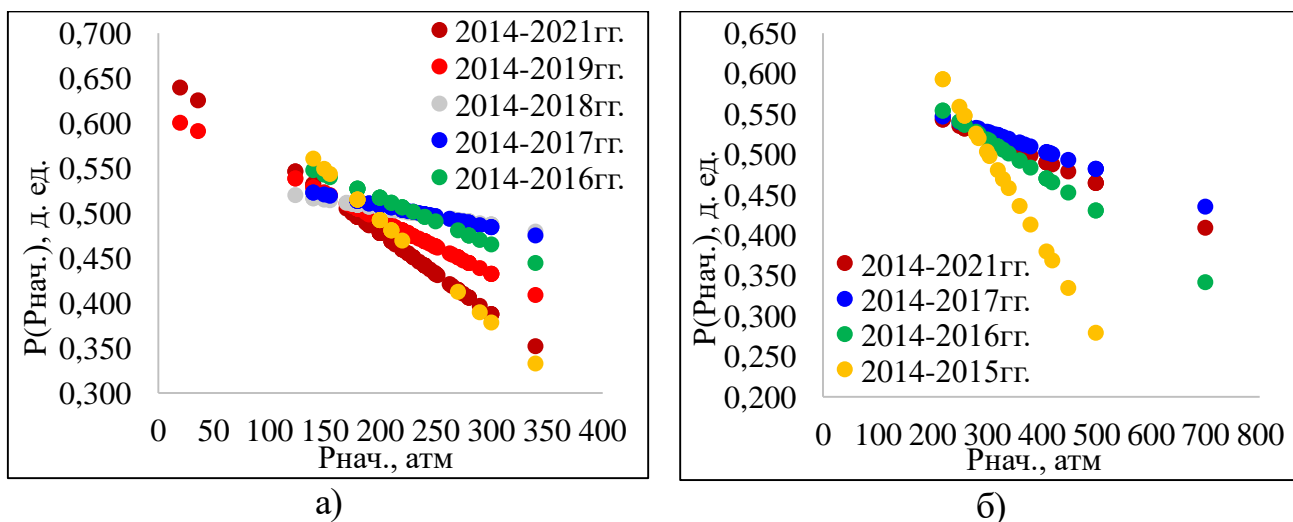 0,700
0,650
0,600
0,550
0,500
0,450
0,400
0,350
0,300
P(Pнач.), д. ед.
2014-2021гг.
2014-2019гг.
2014-2018гг.
2014-2017гг.
2014-2016гг.
0 50 100 150 200 250 300 350 400
Pнач., атм
а)
0,650
0,600
0,550
0,500
0,450
0,400
0,350
0,300
0,250
0,200
P(Pнач.), д. ед.
2014-2021гг.
2014-2017гг.
2014-2016гг.
2014-2015гг.
0 100 200 300 400 500 600 700 800
Pнач., атм
б)